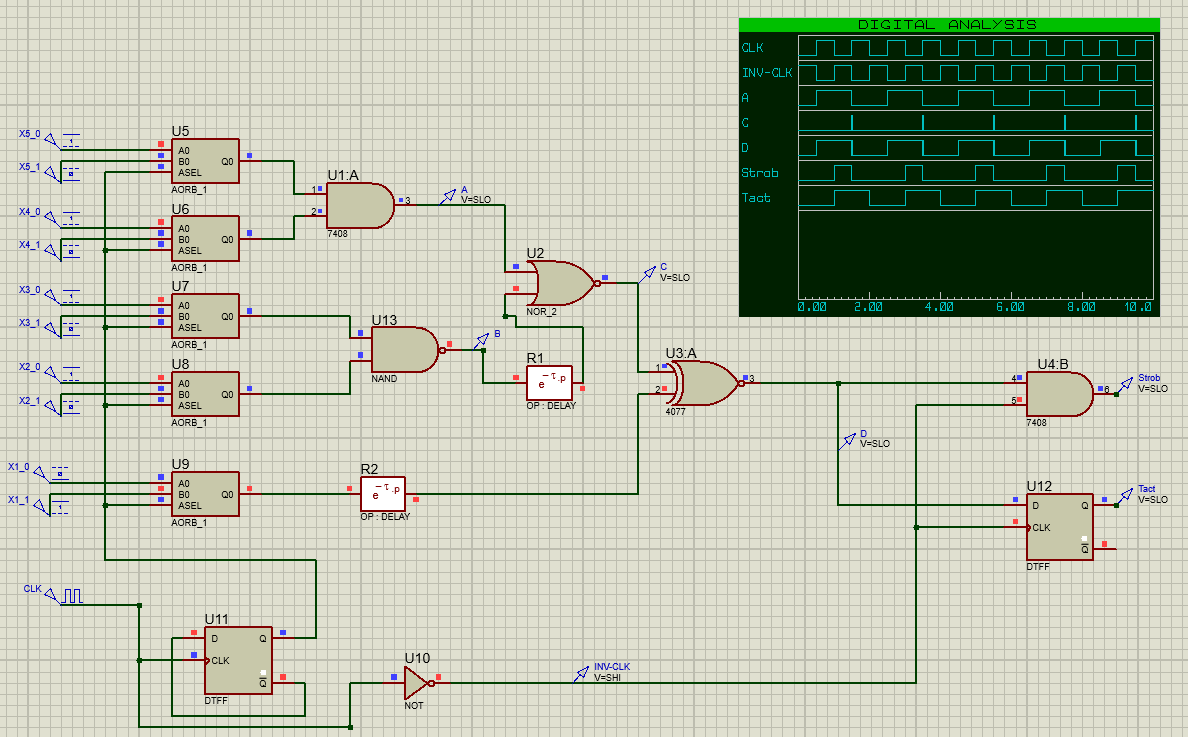 DIGITAL ANALYSIS
CLK
INV-CLK
A
C
D
Strob
Tact
0.00 2.00 4.00 6.00 8.00 10.0
X5_0
X5_1
U5
A0
B0
ASEL
Q0
AORB_1
X4_0
X4_1
U6
A0
B0
ASEL
Q0
AORB_1
X3_0
X3_1
U7
A0
B0
ASEL
Q0
AORB_1
X2_0
X2_1
U8
A0
B0
ASEL
Q0
AORB_1
X1_0
X1_1
U9
A0
B0
ASEL
Q0
AORB_1
U1:A
1
2
3
7408
A
V=SLO
U13
NAND
B
U2
NOR_2
C
V=SLO
R1
e-τ.p
OP : DELAY
R2
e-τ.p
OP : DELAY
U3:A
1
2
3
4077
D
V=SLO
U4:B
4
5
6
7408
Strob
V=SLO
U12
D
Q
CLK
Q
DTFF
Tact
V=SLO
CLK
U11
D
Q
CLK
Q
DTFF
U10
NOT
INV-CLK
V=SHI